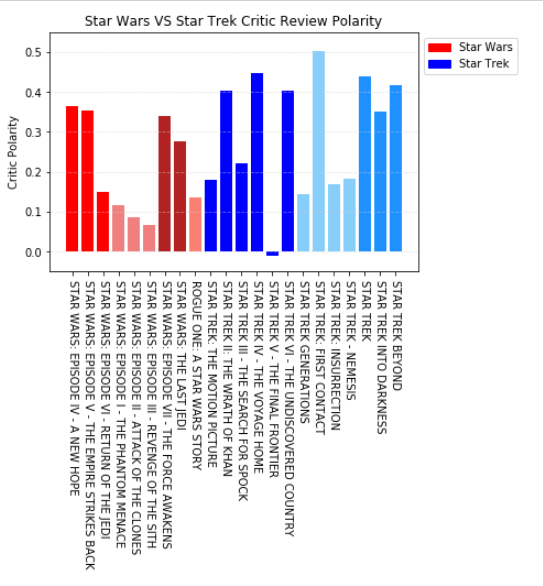 Star Wars VS Star Trek Critic Review Polarity
Star Wars
Star Trek
Critic Polarity
0.5
0.4
0.3
0.2
0.1
0.0
STAR WARS: EPISODE IV - A NEW HOPE
STAR WARS: EPISODE V - THE EMPIRE STRIKES BACK
STAR WARS: EPISODE VI - RETURN OF THE JEDI
STAR WARS: EPISODE I - THE PHANTOM MENACE
STAR WARS: EPISODE II - ATTACK OF THE CLONES
STAR WARS: EPISODE III - REVENGE OF THE SITH
STAR WARS: EPISODE VII - THE FORCE AWAKENS
STAR WARS: THE LAST JEDI
ROGUE ONE: A STAR WARS STORY
STAR TREK: THE MOTION PICTURE
STAR TREK II: THE WRATH OF KHAN
STAR TREK III - THE SEARCH FOR SPOCK
STAR TREK IV - THE VOYAGE HOME
STAR TREK V - THE FINAL FRONTIER
STAR TREK VI - THE UNDISCOVERED COUNTRY
STAR TREK GENERATIONS
STAR TREK: FIRST CONTACT
STAR TREK: INSURRECTION
STAR TREK - NEMESIS
STAR TREK
STAR TREK INTO DARKNESS
STAR TREK BEYOND